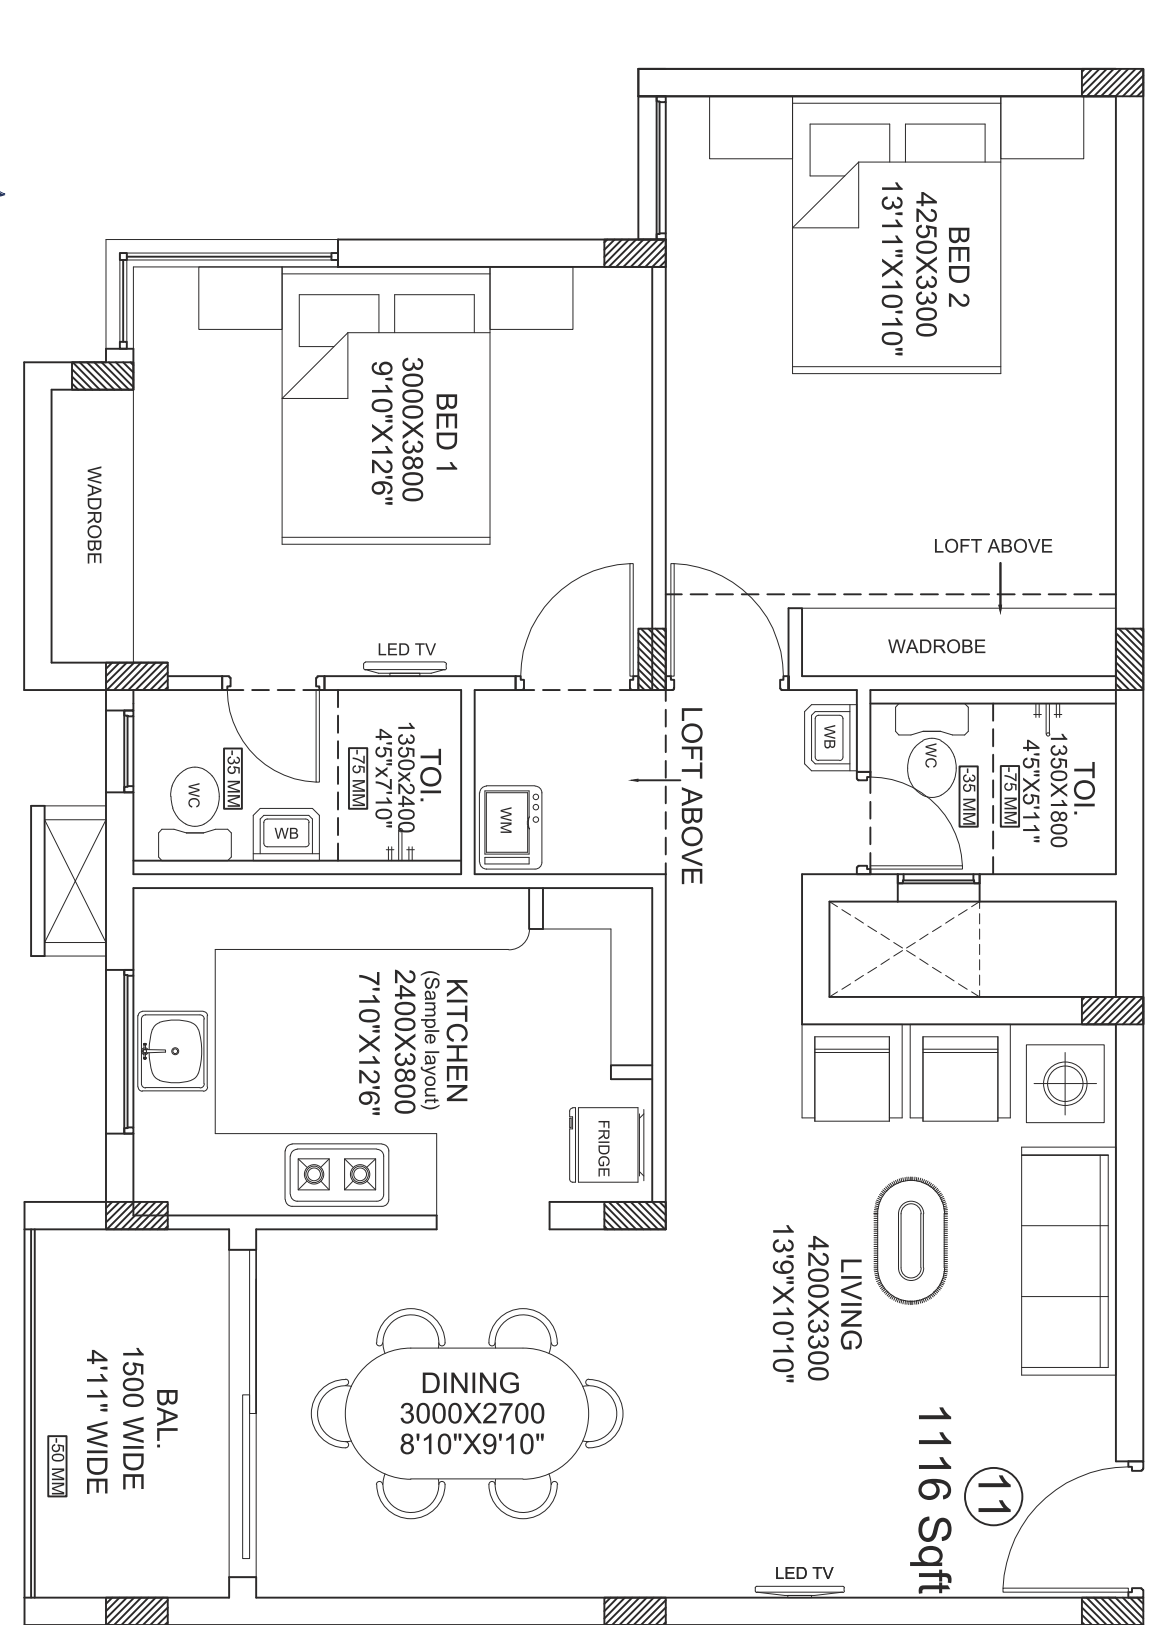 BED 2
4250X3300
13'11"X10'10"
BED 1
3000X3800
9'10"X12'6"
WADROBE
LOFT ABOVE
WADROBE
LED TV
LOFT ABOVE
TOI.
1350x2400
4'5"x7'10"
-75 MM
-35 MM
WC
WB
WM
WB
WC
TOI.
1350X1800
4'5"X5'11"
-75 MM
-35 MM
KITCHEN
(Sample layout)
2400X3800
7'10"X12'6"
FRIDGE
LIVING
4200X3300
13'9"X10'10"
DINING
3000X2700
8'10"X9'10"
BAL.
1500 WIDE
4'11" WIDE
-50 MM
11
1116 Sqft
LED TV